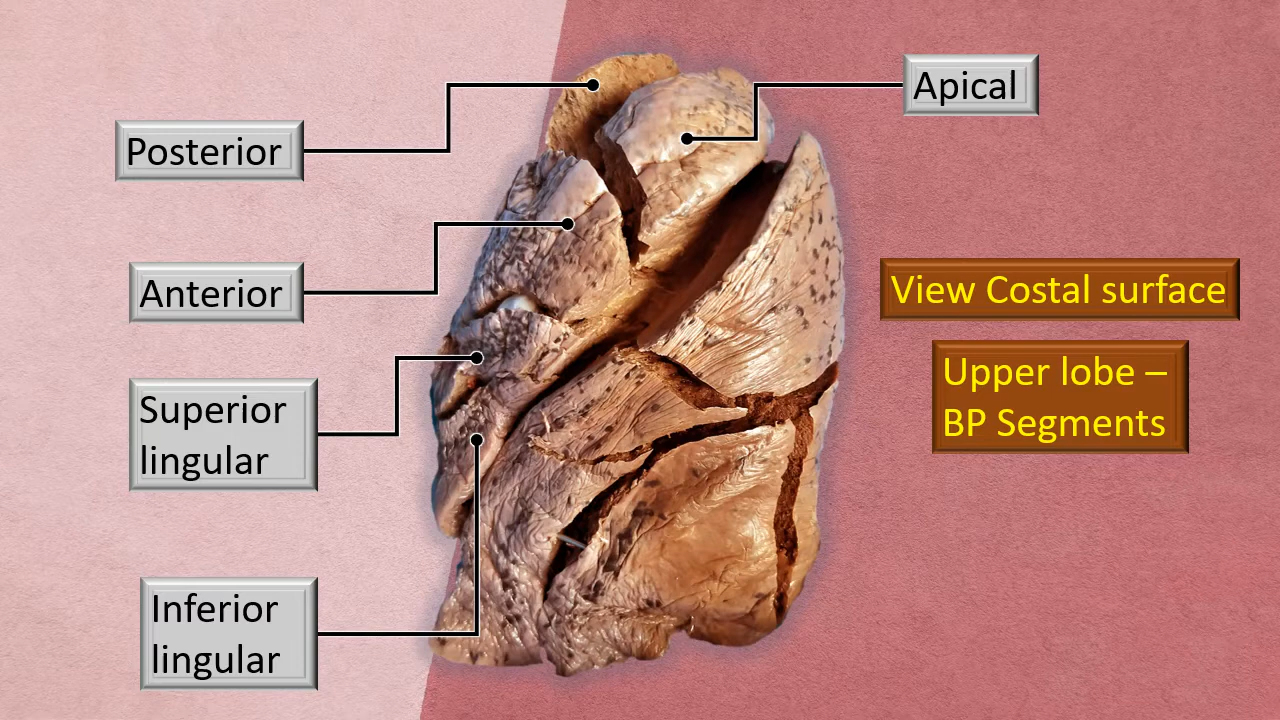 Apical
Posterior
Anterior
View Costal surface
Upper lobe –
BP Segments
Superior
lingular
Inferior
lingular